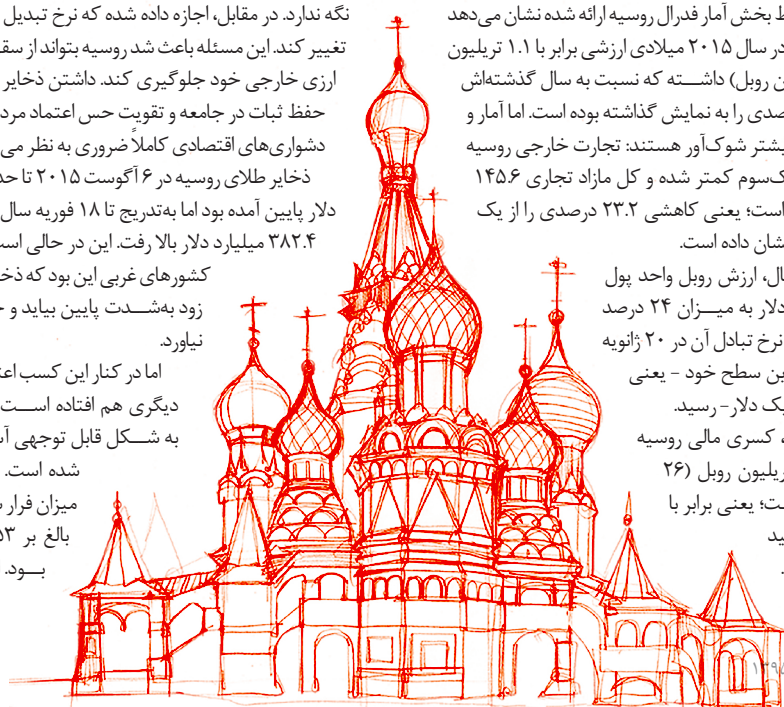 بخش آمار فدرال روسیه ارائه شده نشان می‌دهد
در سال ۲۰۱۵ میلادی ارزشی برابر با ۱.۱ تریلیون
روبل) داشته که نسبت به سال گذشته‌اش
صدی را به نمایش گذاشته بوده است. اما آمار و
شوک‌آور هستند: تجارت خارجی روسیه
ک‌سوم کمتر شده و کل مازاد تجاری ۱۴۵.۶
است؛ یعنی کاهشی ۲۳.۲ درصدی را از یک
شان داده است.
ال، ارزش روبل واحد پول
دلار به میزان ۲۴ درصد
نرخ تبادل آن در ۲۰ ژانویه
ن سطح خود - یعنی
ک دلار- رسید.
کسری مالی روسیه
ریلیون روبل (۲۶
ت؛ یعنی برابر با
ید
نگه ندارد. در مقابل، اجازه داده شده که نرخ تبدیل
تغییر کند. این مسئله باعث شد روسیه بتواند از سقو
ارزی خارجی خود جلوگیری کند. داشتن ذخایر
حفظ ثبات در جامعه و تقویت حس اعتماد مرد
دشواری‌های اقتصادی کاملاً ضروری به نظر می
ذخایر طلای روسیه در ۶ آگوست ۲۰۱۵ تا حد
دلار پایین آمده بود اما به‌تدریج تا ۱۸ فوریه سال
۳۸۲.۴ میلیارد دلار بالا رفت. این در حالی است
کشورهای غربی این بود که ذخ
زود به‌شدت پایین بیاید و
نیاورد.
اما در کنار این کسب اعت
دیگری هم افتاده است
به شکل قابل توجهی
شده است.
میزان فرار
بالغ بر ۵۳
بود.